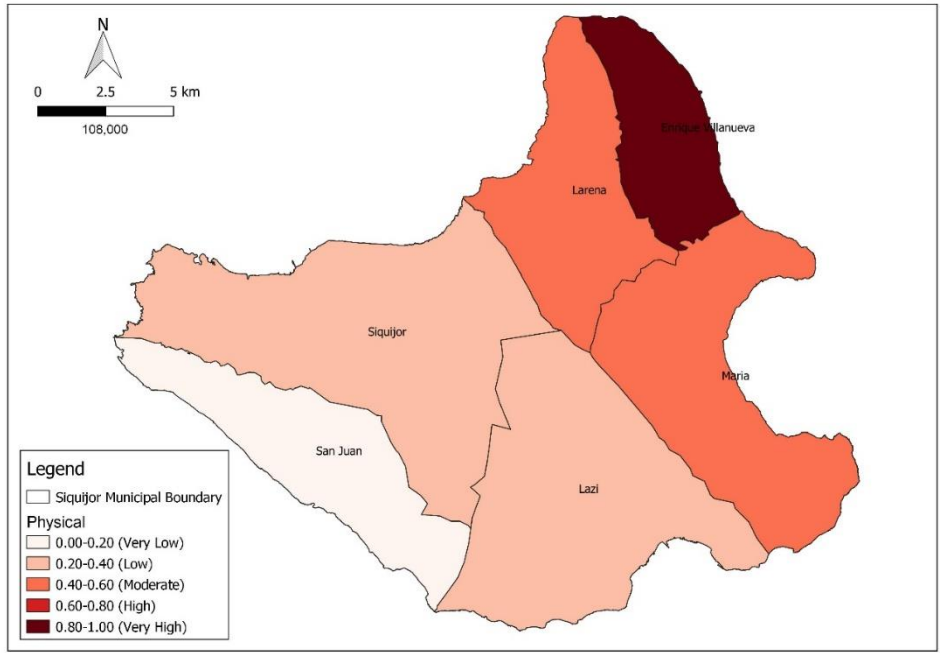 N
0 2.5 5 km
108,000
Enrique Villanueva
Larena
Siquijor
Maria
San Juan
Lazi
Legend
Siquijor Municipal Boundary
Physical
0.00-0.20 (Very Low)
0.20-0.40 (Low)
0.40-0.60 (Moderate)
0.60-0.80 (High)
0.80-1.00 (Very High)